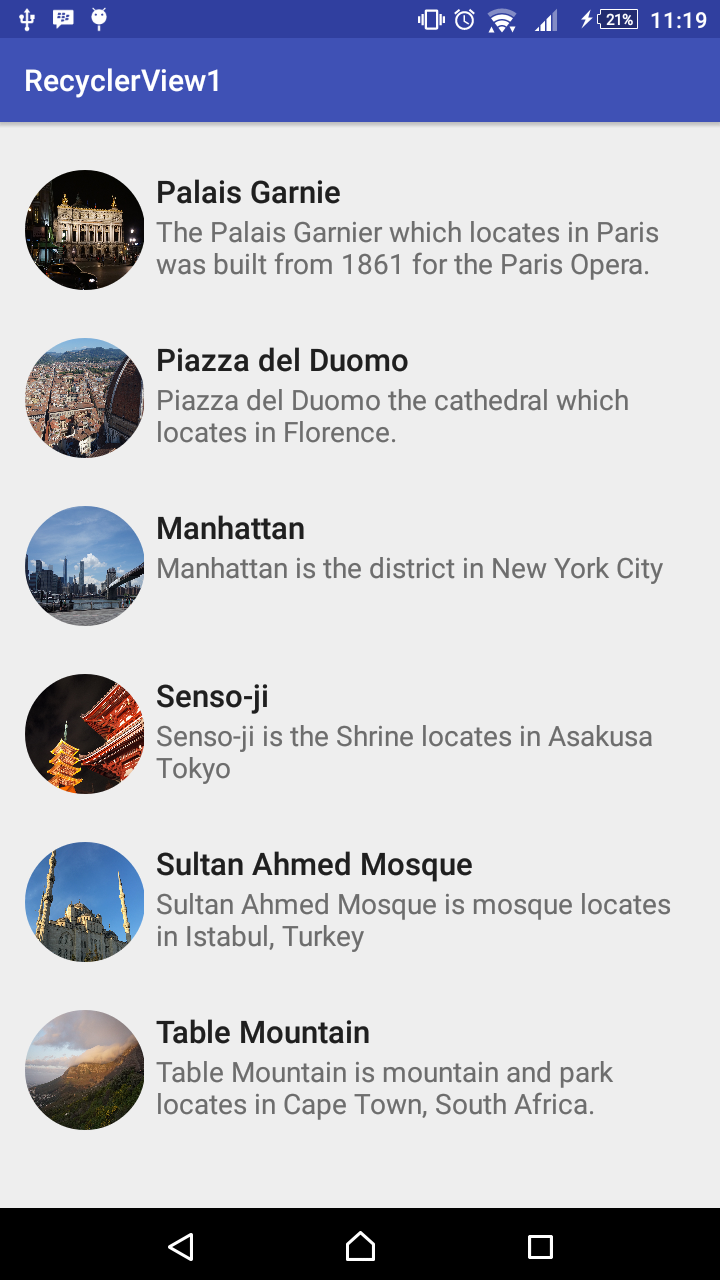 21% 11:19
RecyclerView1
Palais Garnie
The Palais Garnier which locates in Paris
was built from 1861 for the Paris Opera.
Piazza del Duomo
Piazza del Duomo the cathedral which
locates in Florence.
Manhattan
Manhattan is the district in New York City
Senso-ji
Senso-ji is the Shrine locates in Asakusa
Tokyo
Sultan Ahmed Mosque
Sultan Ahmed Mosque is mosque locates
in Istabul, Turkey
Table Mountain
Table Mountain is mountain and park
locates in Cape Town, South Africa.